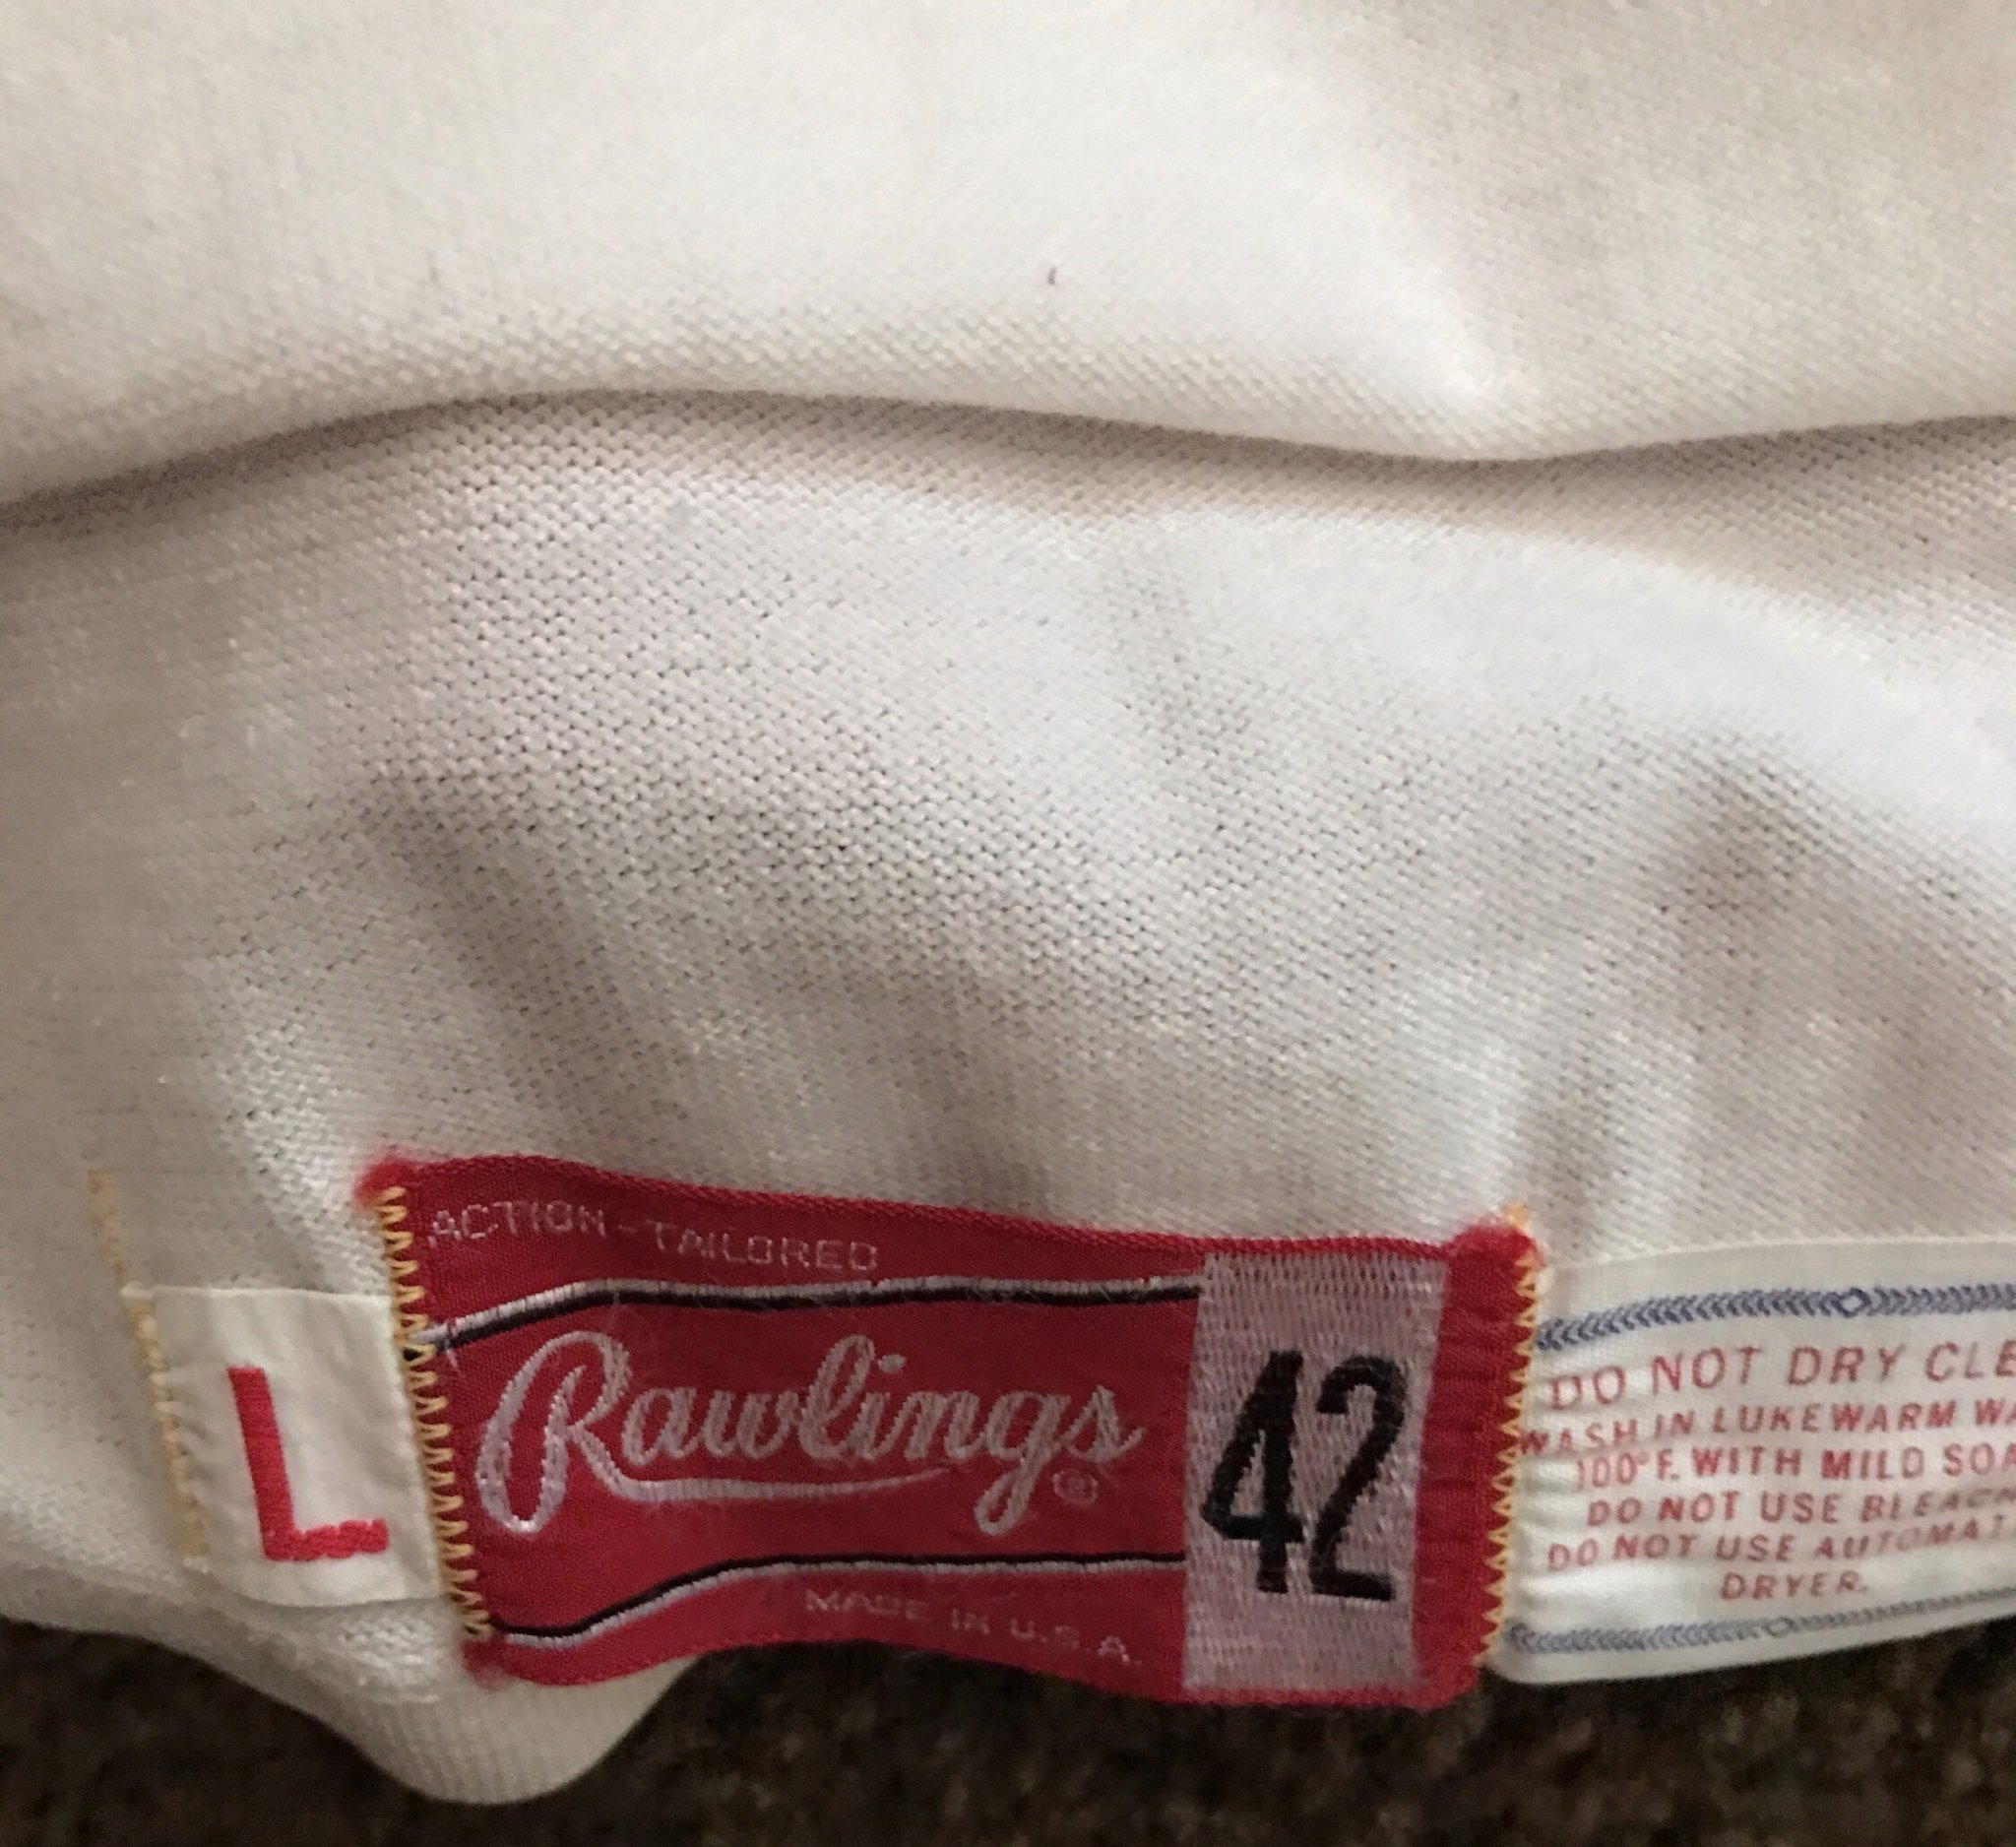 L
ACTION-TAILORED
Rawlings®
MADE IN U.S.A.
42
DO NOT DRY CLE
WASH IN LUKEWARM WA
100°F. WITH MILD SOA
DO NOT USE BLEACH
DO NOT USE AUTOMAT
DRYER.